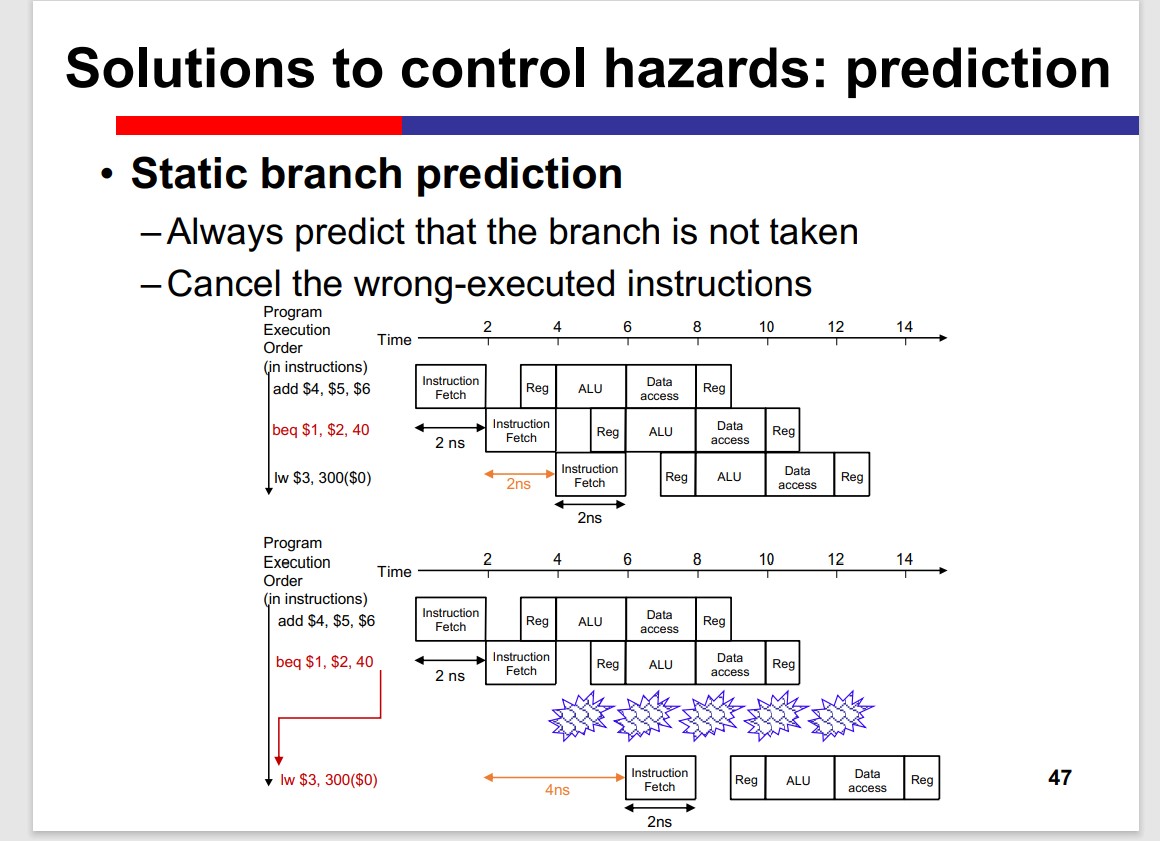 Solutions to control hazards: prediction
• Static branch prediction
– Always predict that the branch is not taken
– Cancel the wrong-executed instructions
Program
Execution
Order
(in instructions)
Time
2 4 6 8 10 12 14
add $4, $5, $6
Instruction
Fetch
Reg
ALU
Data
access
Reg
beq $1, $2, 40
2 ns
Instruction
Fetch
Reg
ALU
Data
access
Reg
lw $3, 300($0)
2ns
Instruction
Fetch
Reg
ALU
Data
access
Reg
2ns
Program
Execution
Order
(in instructions)
Time
2 4 6 8 10 12 14
add $4, $5, $6
Instruction
Fetch
Reg
ALU
Data
access
Reg
beq $1, $2, 40
2 ns
Instruction
Fetch
Reg
ALU
Data
access
Reg
lw $3, 300($0)
4ns
Instruction
Fetch
Reg
ALU
Data
access
Reg
2ns
47